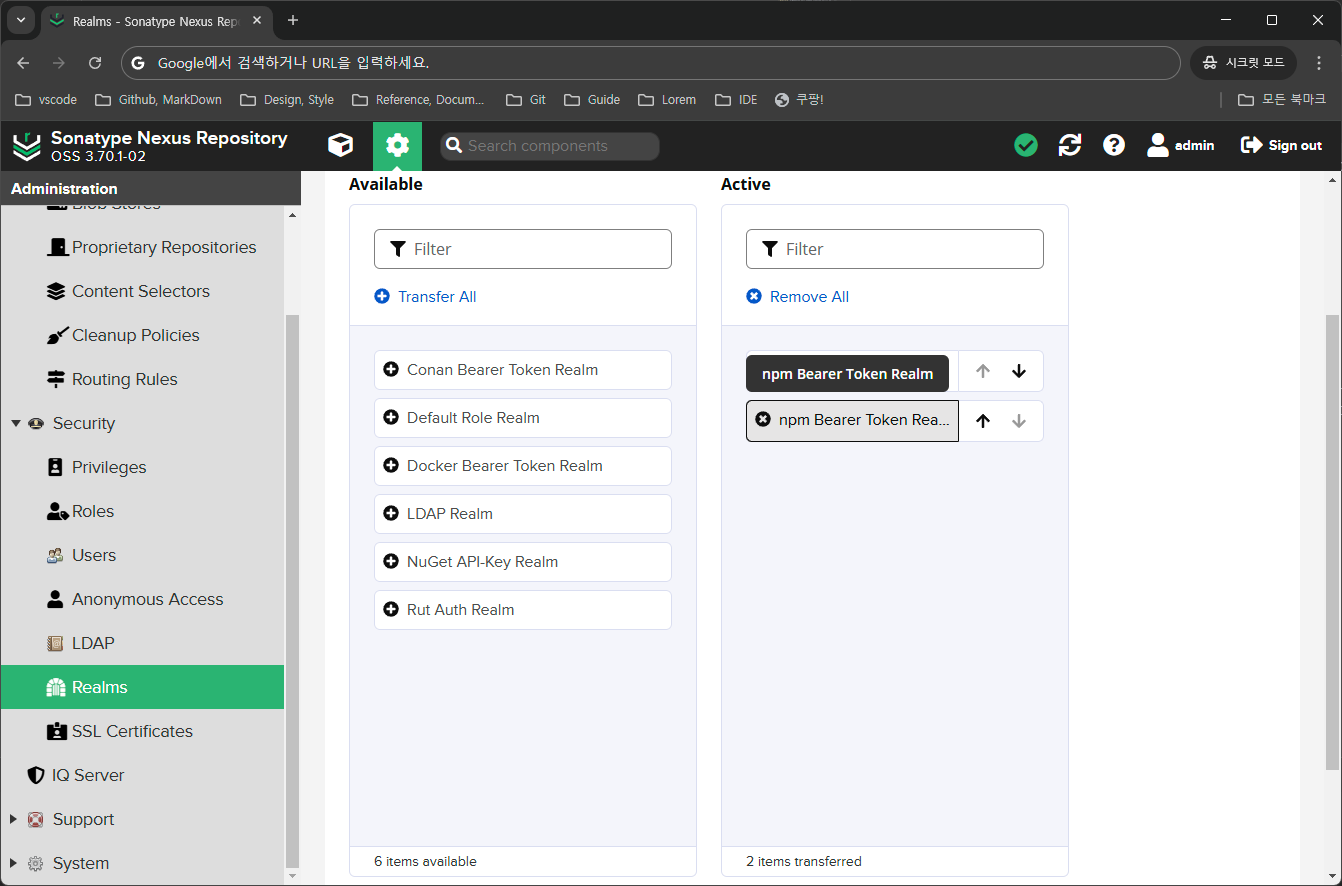 Realms - Sonatype Nexus Rep
Google에서 검색하거나 URL을 입력하세요.
시크릿 모드
vscode
Github, MarkDown
Design, Style
Reference, Docum...
Git
Guide
Lorem
IDE
쿠팡!
모든 북마크
Sonatype Nexus Repository
OSS 3.70.1-02
Search components
admin
Sign out
Administration
Blob Stores
Proprietary Repositories
Content Selectors
Cleanup Policies
Routing Rules
Security
Privileges
Roles
Users
Anonymous Access
LDAP
Realms
SSL Certificates
IQ Server
Support
System
Available
Filter
Transfer All
Conan Bearer Token Realm
Default Role Realm
Docker Bearer Token Realm
LDAP Realm
NuGet API-Key Realm
Rut Auth Realm
6 items available
Active
Filter
Remove All
npm Bearer Token Realm
npm Bearer Token Rea...
2 items transferred